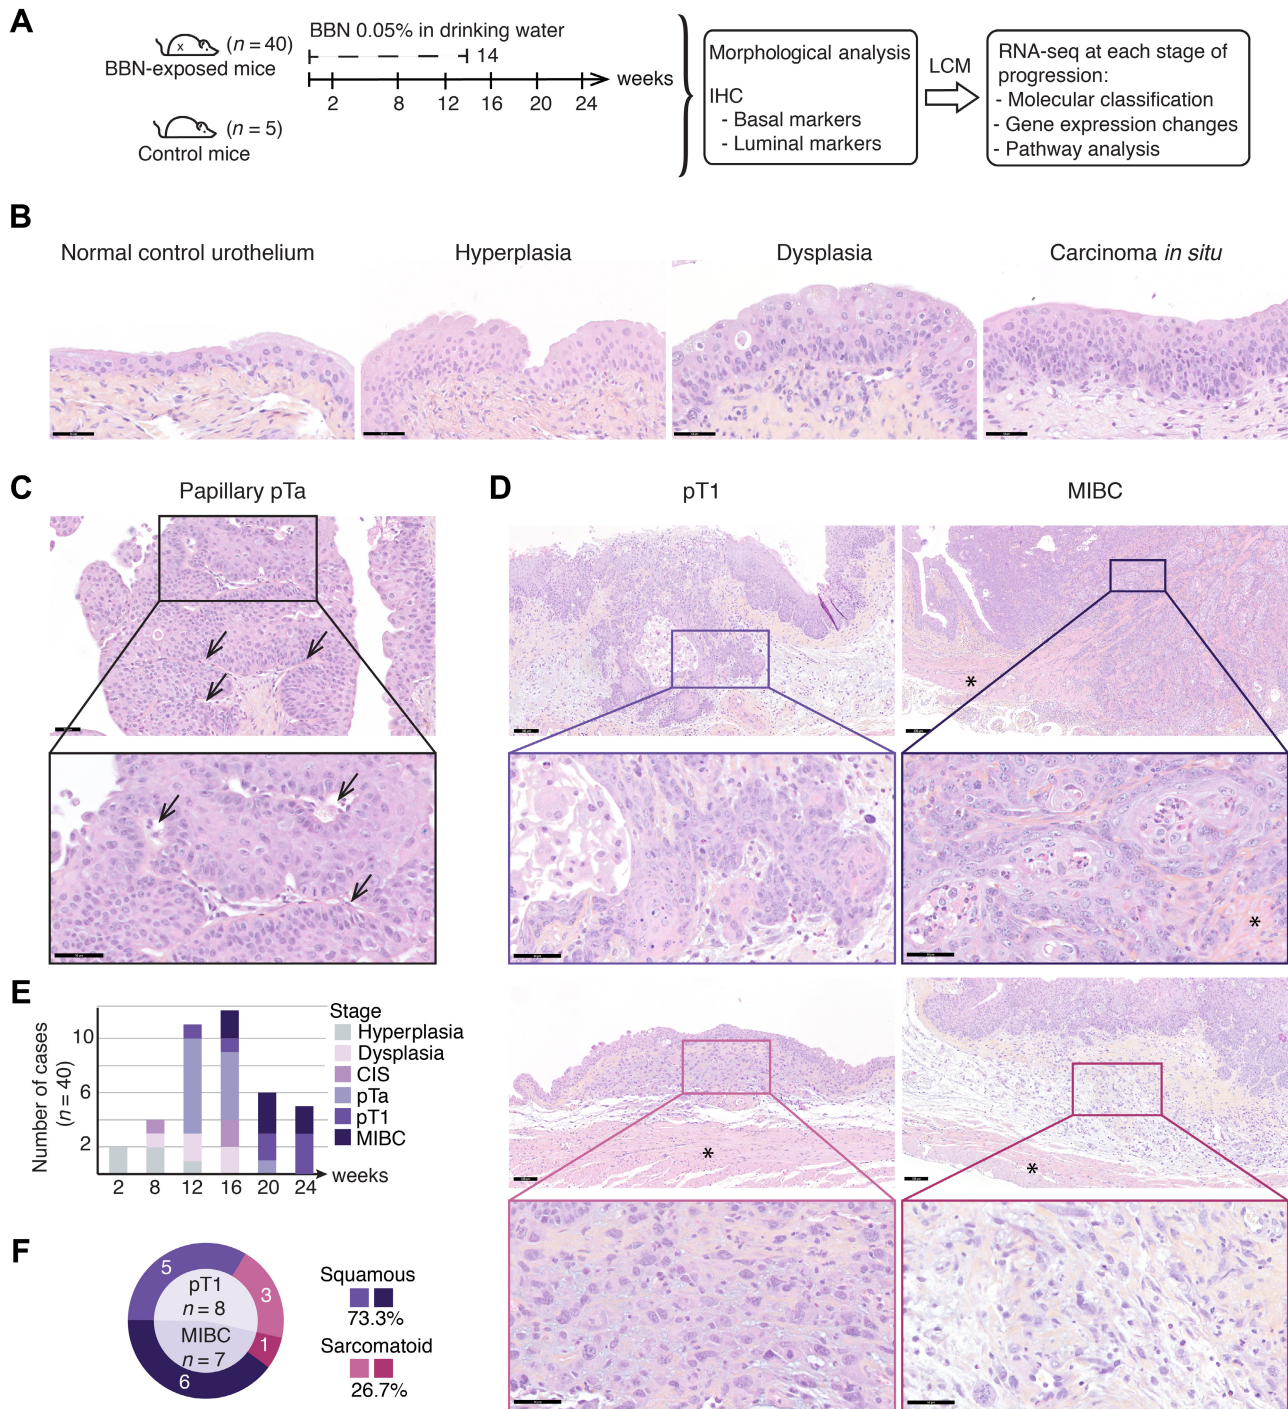 A
(n = 40)
BBN-exposed mice
x
BBN 0.05% in drinking water
14
weeks
2 8 12 16 20 24
(n = 5)
Control mice
Morphological analysis
IHC
- Basal markers
- Luminal markers
LCM
RNA-seq at each stage of
progression:
- Molecular classification
- Gene expression changes
- Pathway analysis
B
Normal control urothelium
Hyperplasia
Dysplasia
Carcinoma in situ
C
Papillary pTa
D
pT1
MIBC
*
*
*
*
E
Number of cases
(n = 40)
10
6
2
2 8 12 16 20 24
weeks
Stage
Hyperplasia
Dysplasia
CIS
pTa
pT1
MIBC
F
5
3
1
6
pT1
n = 8
MIBC
n = 7
Squamous
73.3%
Sarcomatoid
26.7%